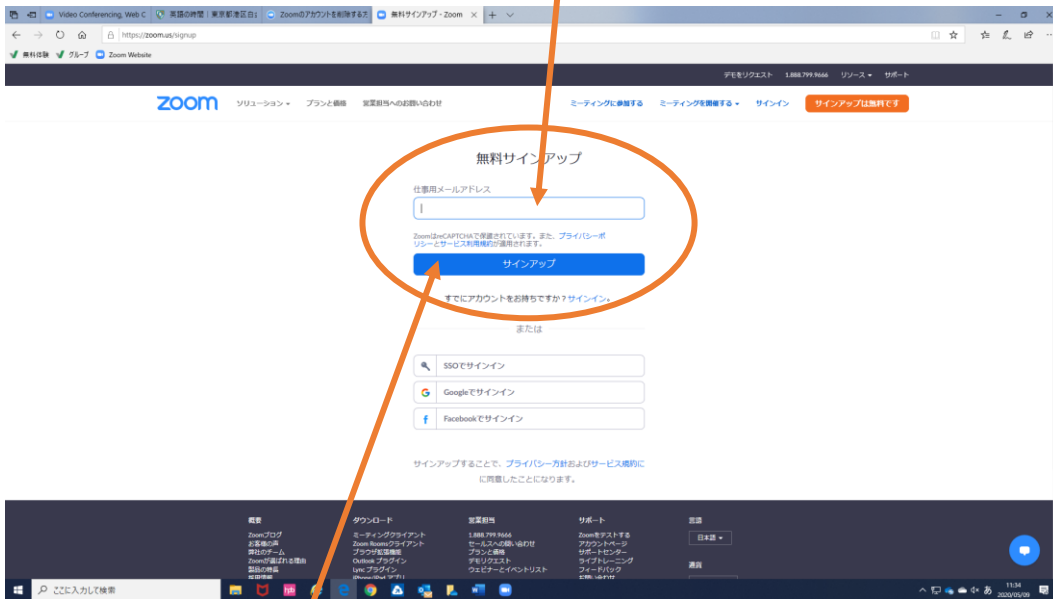 Video Conferencing, Web C
英語の時間｜東京都港区白
Zoomのアカウントを削除する方
無料サインアップ - Zoom
https://zoom.us/signup
無料体験
グループ
Zoom Website
デモをリクエスト 1.888.799.9666 リソース サポート
zoom ソリューション プランと価格 営業担当へのお問い合わせ ミーティングに参加する ミーティングを開催する サインイン サインアップは無料です
無料サインアップ
仕事用メールアドレス
ZoomはreCAPTCHAで保護されています。また、プライバシーポ
リシーとサービス利用規約が適用されます。
サインアップ
すでにアカウントをお持ちですか？サインイン。
または
SSOでサインイン
Googleでサインイン
Facebookでサインイン
サインアップすることで、プライバシー方針およびサービス規約に
に同意したことになります。
概要
Zoomブログ
お客様の声
弊社のチーム
Zoomが選ばれる理由
製品の特長
採用情報
ダウンロード
ミーティングクライアント
Zoom Roomsクライアント
ブラウザ拡張機能
Outlook プラグイン
Lync プラグイン
iPhone/iPad アプリ
営業担当
1.888.799.9666
セールスへの問い合わせ
プランと価格
デモリクエスト
ウェビナーとイベントリスト
サポート
Zoomをテストする
アカウントページ
サポートセンター
ライブトレーニング
フィードバック
お問い合わせ
言語
日本語
通貨
ここに入力して検索
あ
11:34
2020/05/09